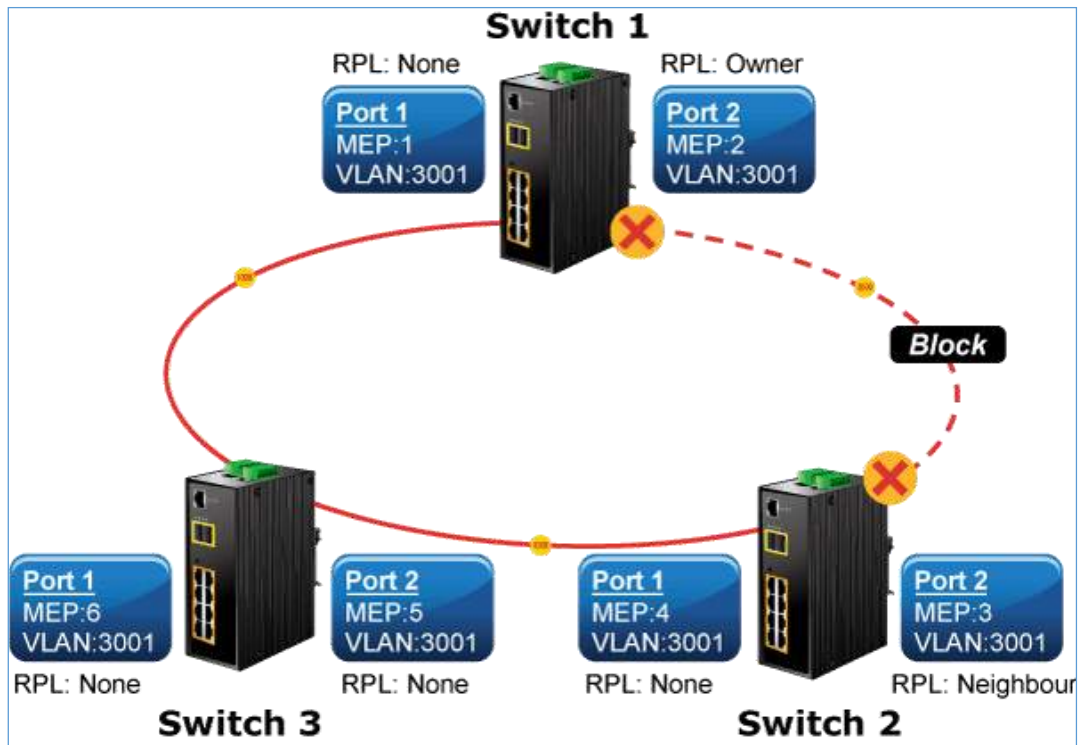 Switch 1
RPL: None
RPL: Owner
Port 1
MEP:1
VLAN:3001
Port 2
MEP:2
VLAN:3001
Block
Port 1
MEP:6
VLAN:3001
Port 2
MEP:5
VLAN:3001
Port 1
MEP:4
VLAN:3001
Port 2
MEP:3
VLAN:3001
RPL: None
RPL: None
RPL: None
RPL: Neighbour
Switch 3
Switch 2